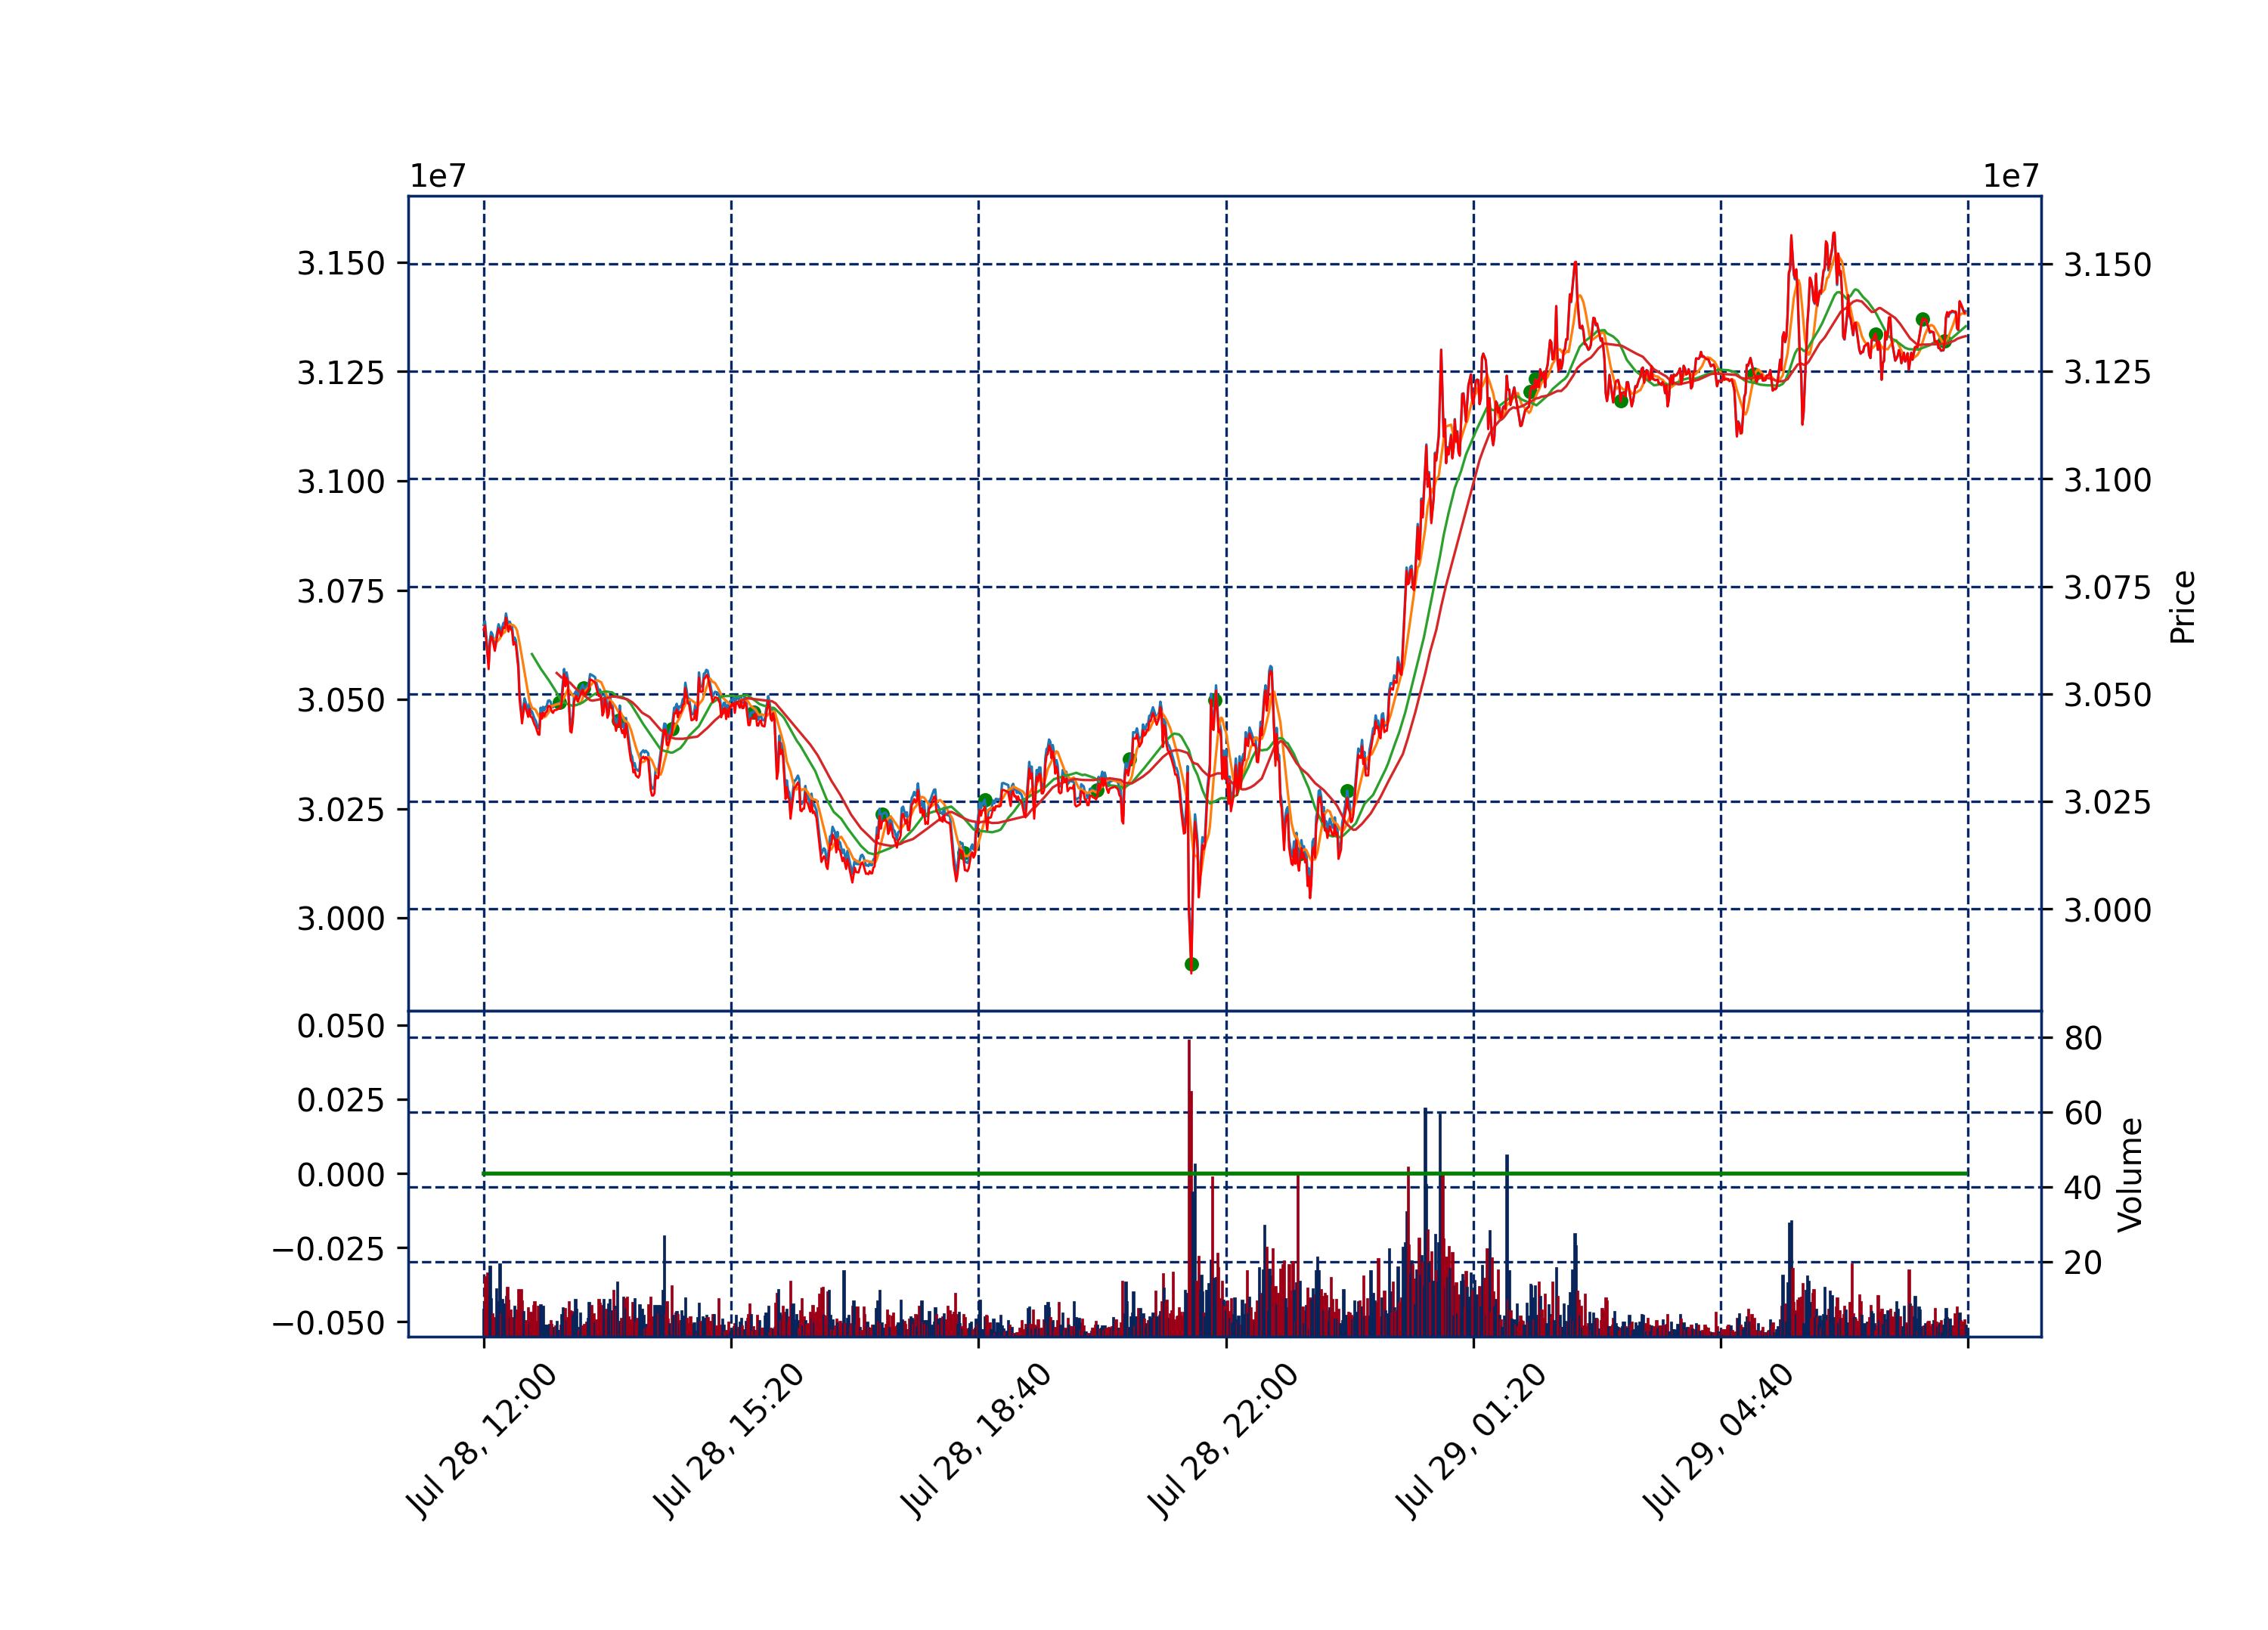 1e7 1e7
3.150 3.150
3.125 3.125
3.100 3.100
3.075 3.075
Price
3.050 3.050
3.025 3.025
3.000 3.000
0.050 80
0.025 60
0.000 40
Volume
−0.025 20
−0.050
Jul 28, 12:00
Jul 28, 15:20
Jul 28, 18:40
Jul 28, 22:00
Jul 29, 01:20
Jul 29, 04:40